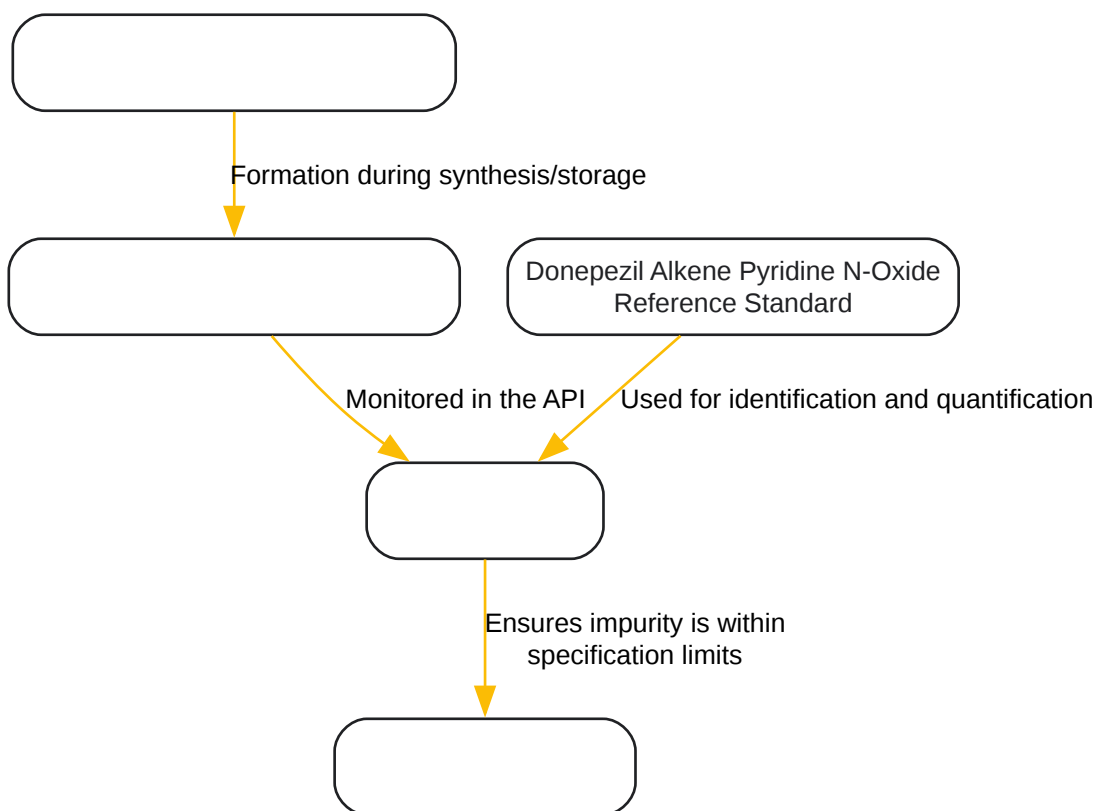 Formation during synthesis/storage
Donepezil Alkene Pyridine N-Oxide
Reference Standard
Monitored in the API
Used for identification and quantification
Ensures impurity is within
specification limits